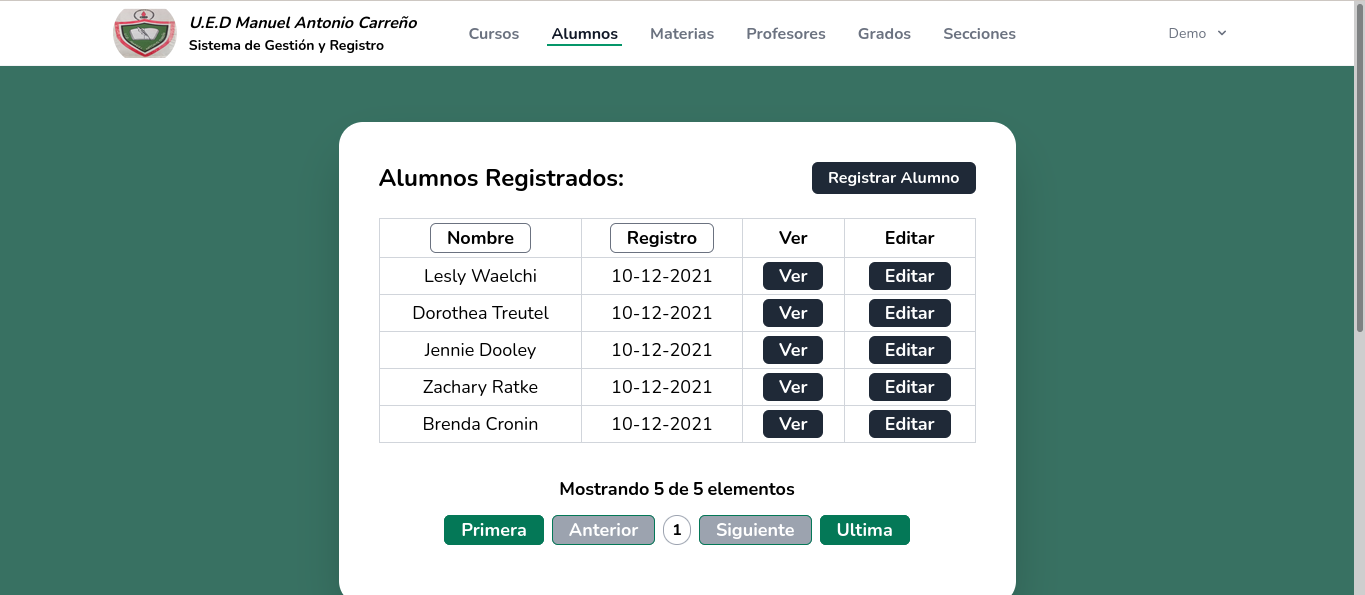 U.E.D Manuel Antonio Carreño
Sistema de Gestión y Registro
Cursos Alumnos Materias Profesores Grados Secciones Demo
Alumnos Registrados: Registrar Alumno
Nombre Registro Ver Editar
Lesly Waelchi 10-12-2021 Ver Editar
Dorothea Treutel 10-12-2021 Ver Editar
Jennie Dooley 10-12-2021 Ver Editar
Zachary Ratke 10-12-2021 Ver Editar
Brenda Cronin 10-12-2021 Ver Editar
Mostrando 5 de 5 elementos
Primera Anterior 1 Siguiente Ultima